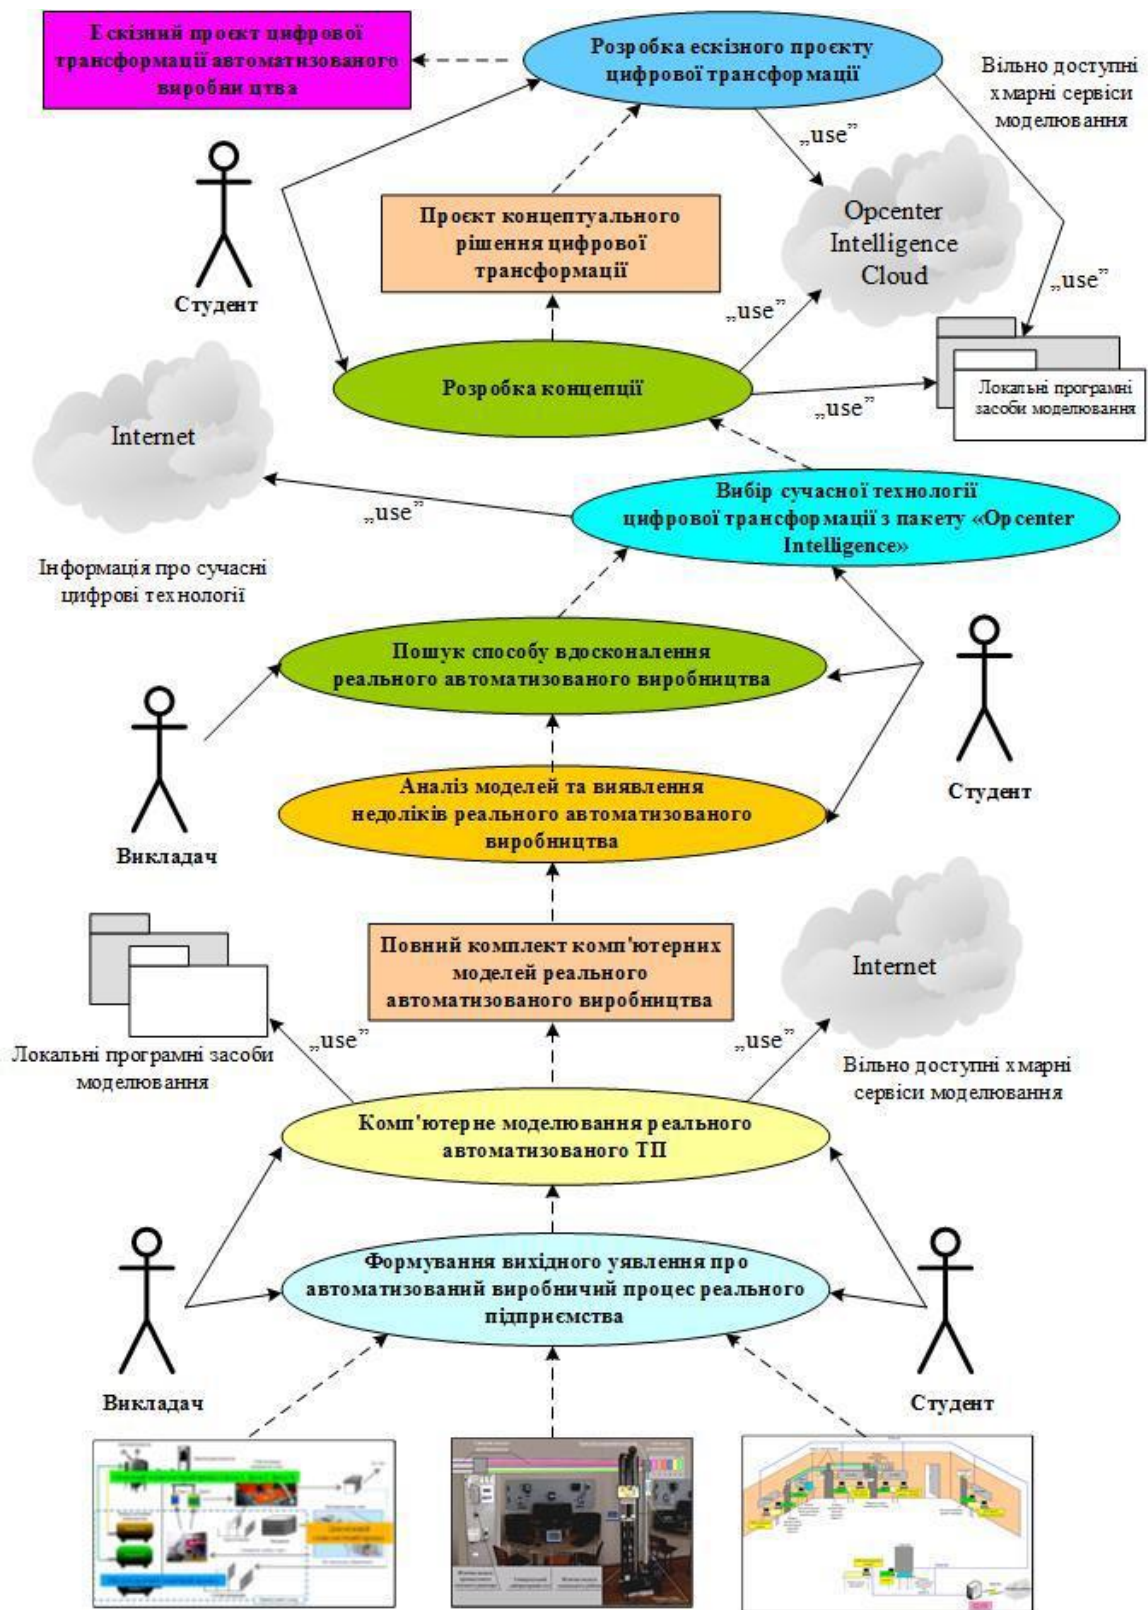 Ескізний проєкт цифрової
трансформації автоматизованого
виробни цтва
Розробка ескізного проєкту
цифрової трансформації
Вільно доступні
хмарні сервіси
моделювання
„use”
Студент
Проєкт концептуального
рішення цифрової
трансформації
Opcenter
Intelligence
Cloud
„use”
„use”
Розробка концепції
„use”
Локальні програмні
засоби моделювання
Internet
„use”
Вибір сучасної технології
цифрової трансформації з пакету «Opcenter
Intelligence»
Інформація про сучасні
цифрові технології
Пошук способу вдосконалення
реального автоматизованого виробництва
Викладач
Студент
Аналіз моделей та виявлення
недоліків реального автоматизованого
виробництва
Повний комплект комп'ютерних
моделей реального
автоматизованого виробництва
Internet
Локальні програмні засоби
моделювання
„use”
„use”
Вільно доступні хмарні
сервіси моделювання
Комп'ютерне моделювання реального
автоматизованого ТП
Формування вихідного уявлення про
автоматизований виробничий процес реального
підприємства
Викладач
Студент